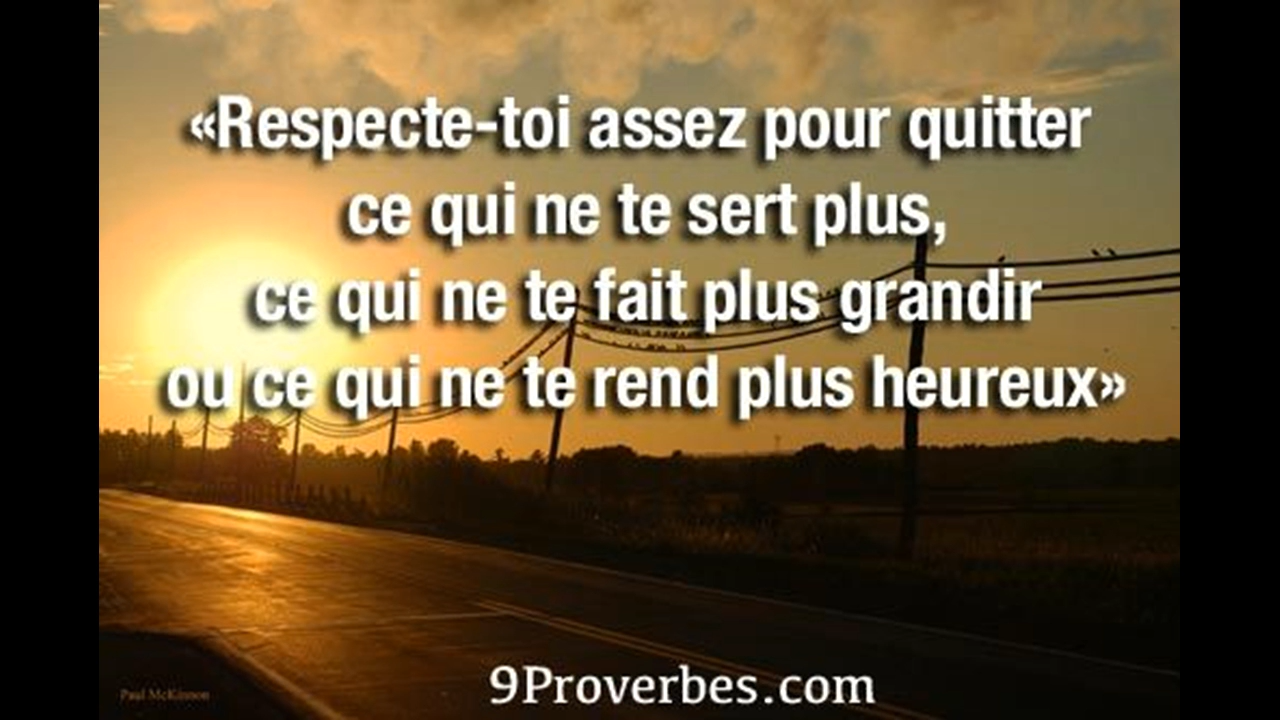 «Respecte-toi assez pour quitter
ce qui ne te sert plus,
ce qui ne te fait plus grandir
ou ce qui ne te rend plus heureux»
9Proverbes.com
Paul McKinnon